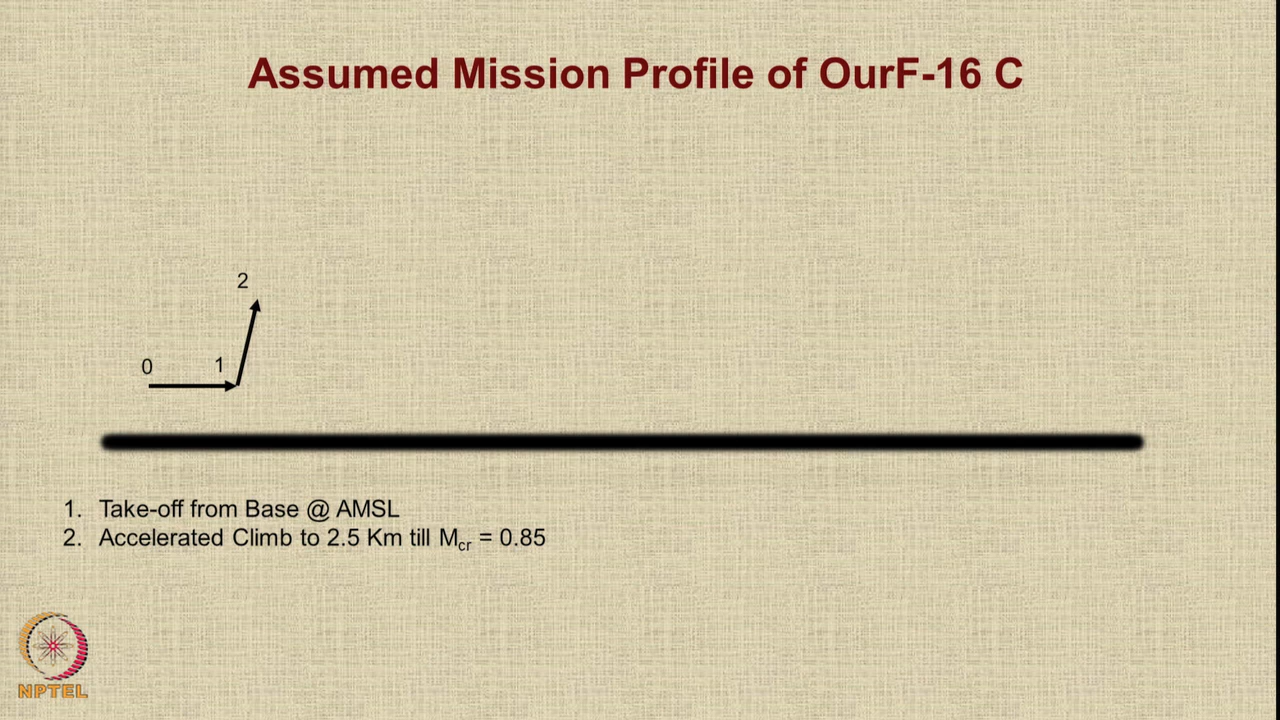 Assumed Mission Profile of OurF-16 C
2
0
1
1. Take-off from Base @ AMSL
2. Accelerated Climb to 2.5 Km till Mcr = 0.85
NPTEL